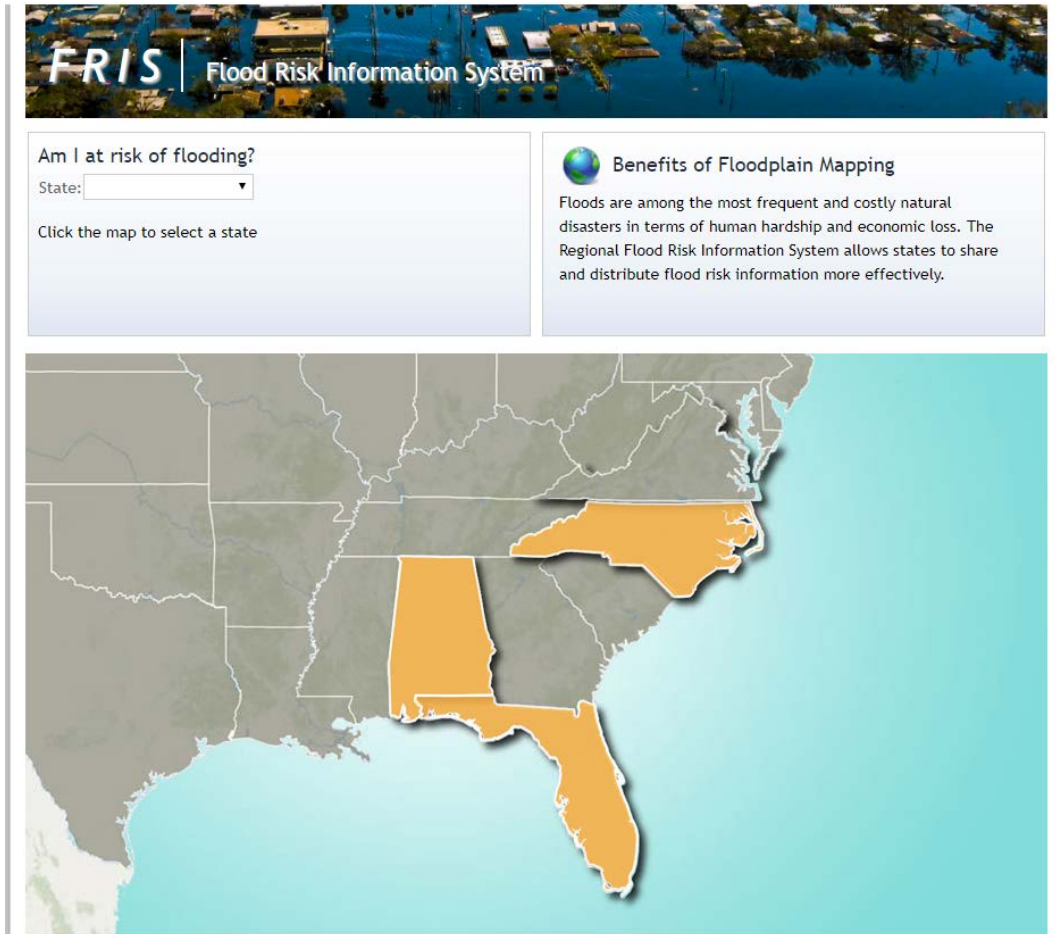 FRIS
Flood Risk Information System
Am I at risk of flooding?
State:
Click the map to select a state
Benefits of Floodplain Mapping
Floods are among the most frequent and costly natural
disasters in terms of human hardship and economic loss. The
Regional Flood Risk Information System allows states to share
and distribute flood risk information more effectively.